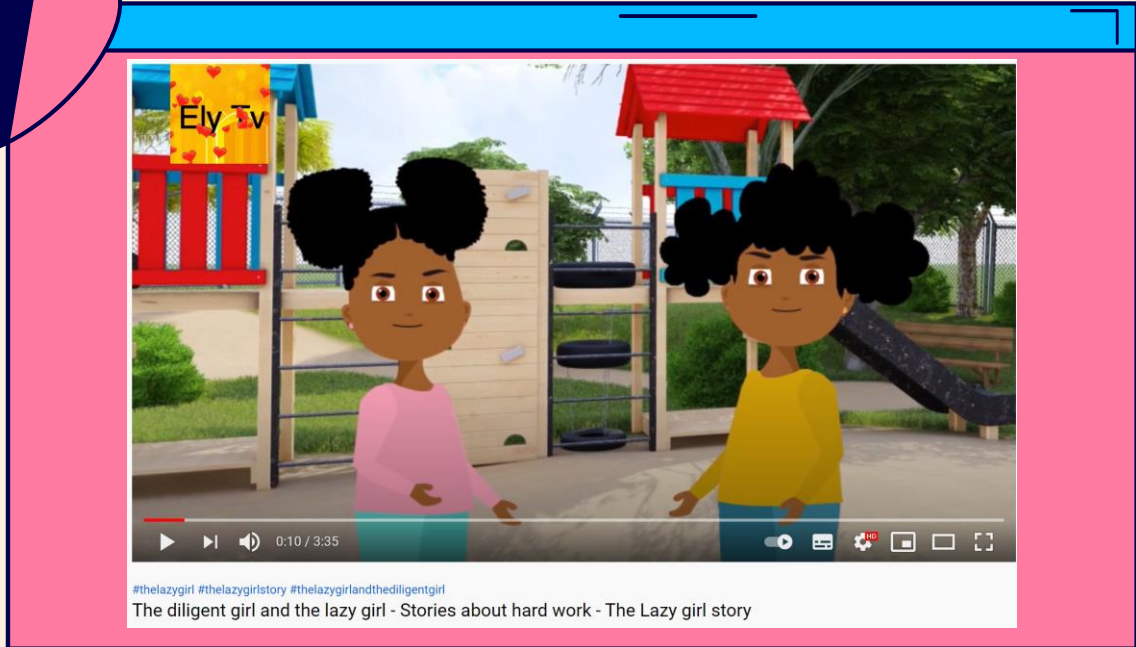 Ely Tv
0:10 / 3:35
HD
#thelazygirl #thelazygirlstory #thelazygirlandthediligentgirl
The diligent girl and the lazy girl - Stories about hard work - The Lazy girl story